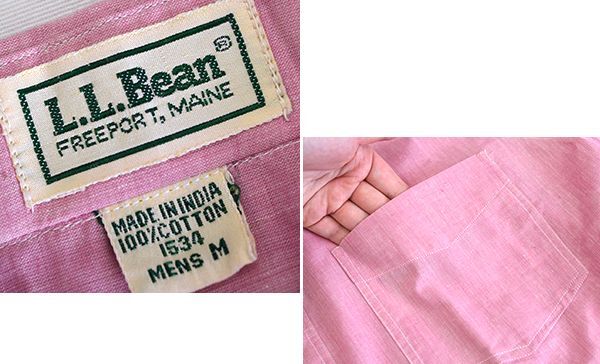 L.L.Bean®
FREEPORT, MAINE
MADE IN INDIA
100% COTTON
1534
MENS M